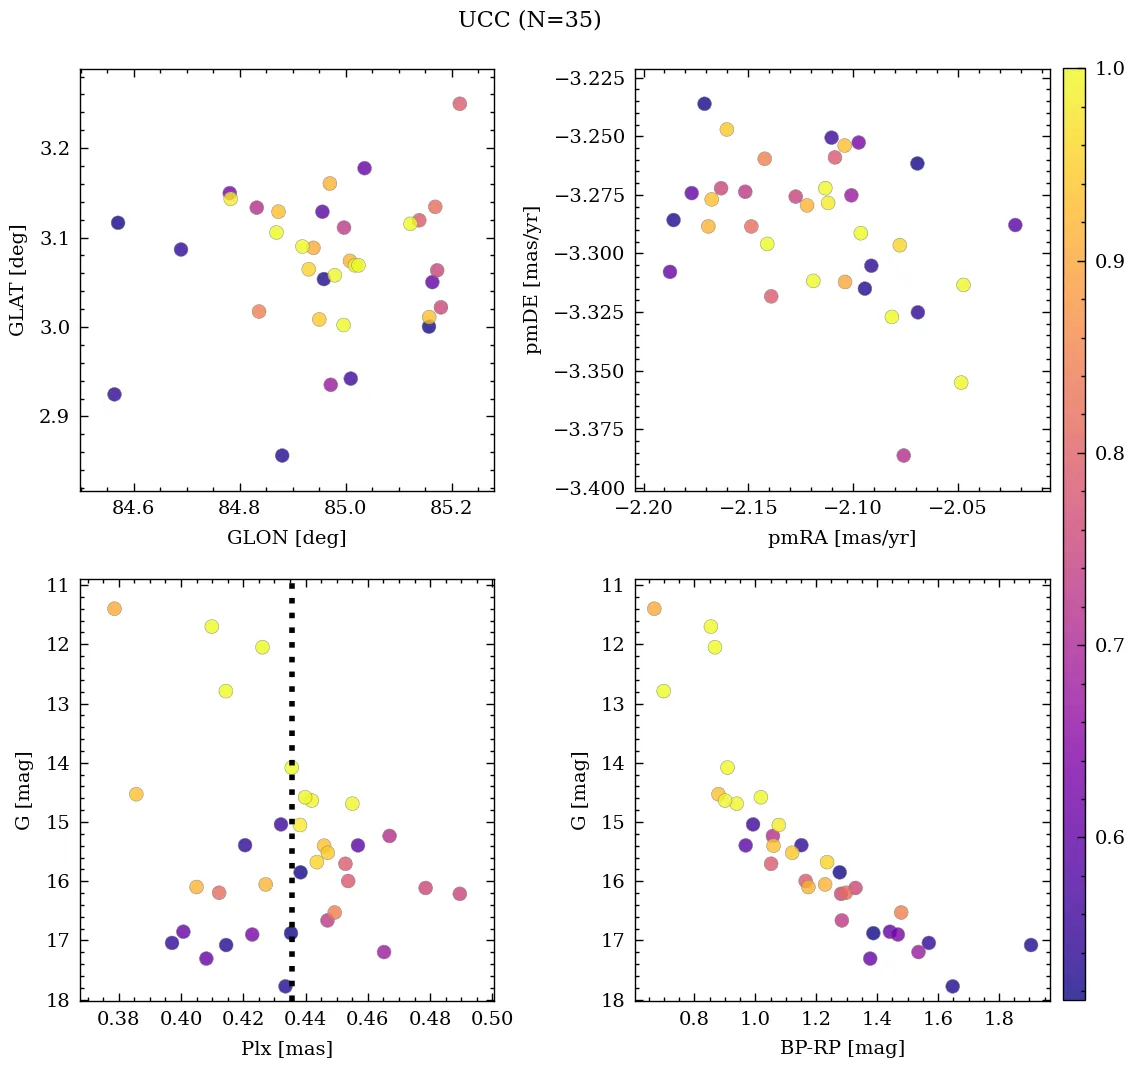 UCC (N=35)
3.2
3.1
3.0
2.9
GLAT [deg]
84.6 84.8 85.0 85.2
GLON [deg]
−3.225
−3.250
−3.275
−3.300
−3.325
−3.350
−3.375
−3.400
pmDE [mas/yr]
−2.20 −2.15 −2.10 −2.05
pmRA [mas/yr]
11
12
13
14
15
16
17
18
G [mag]
0.38 0.40 0.42 0.44 0.46 0.48 0.50
Plx [mas]
11
12
13
14
15
16
17
18
G [mag]
0.8 1.0 1.2 1.4 1.6 1.8
BP-RP [mag]
1.0
0.9
0.8
0.7
0.6